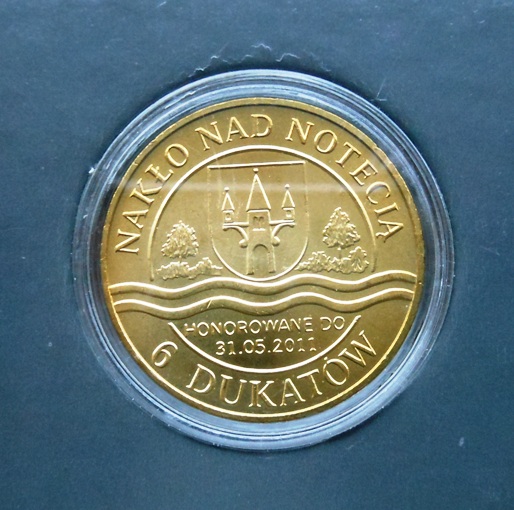 NAKŁO NAD NOTECIĄ
HONOROWANE DO
31.05.2011
6 DUKATÓW